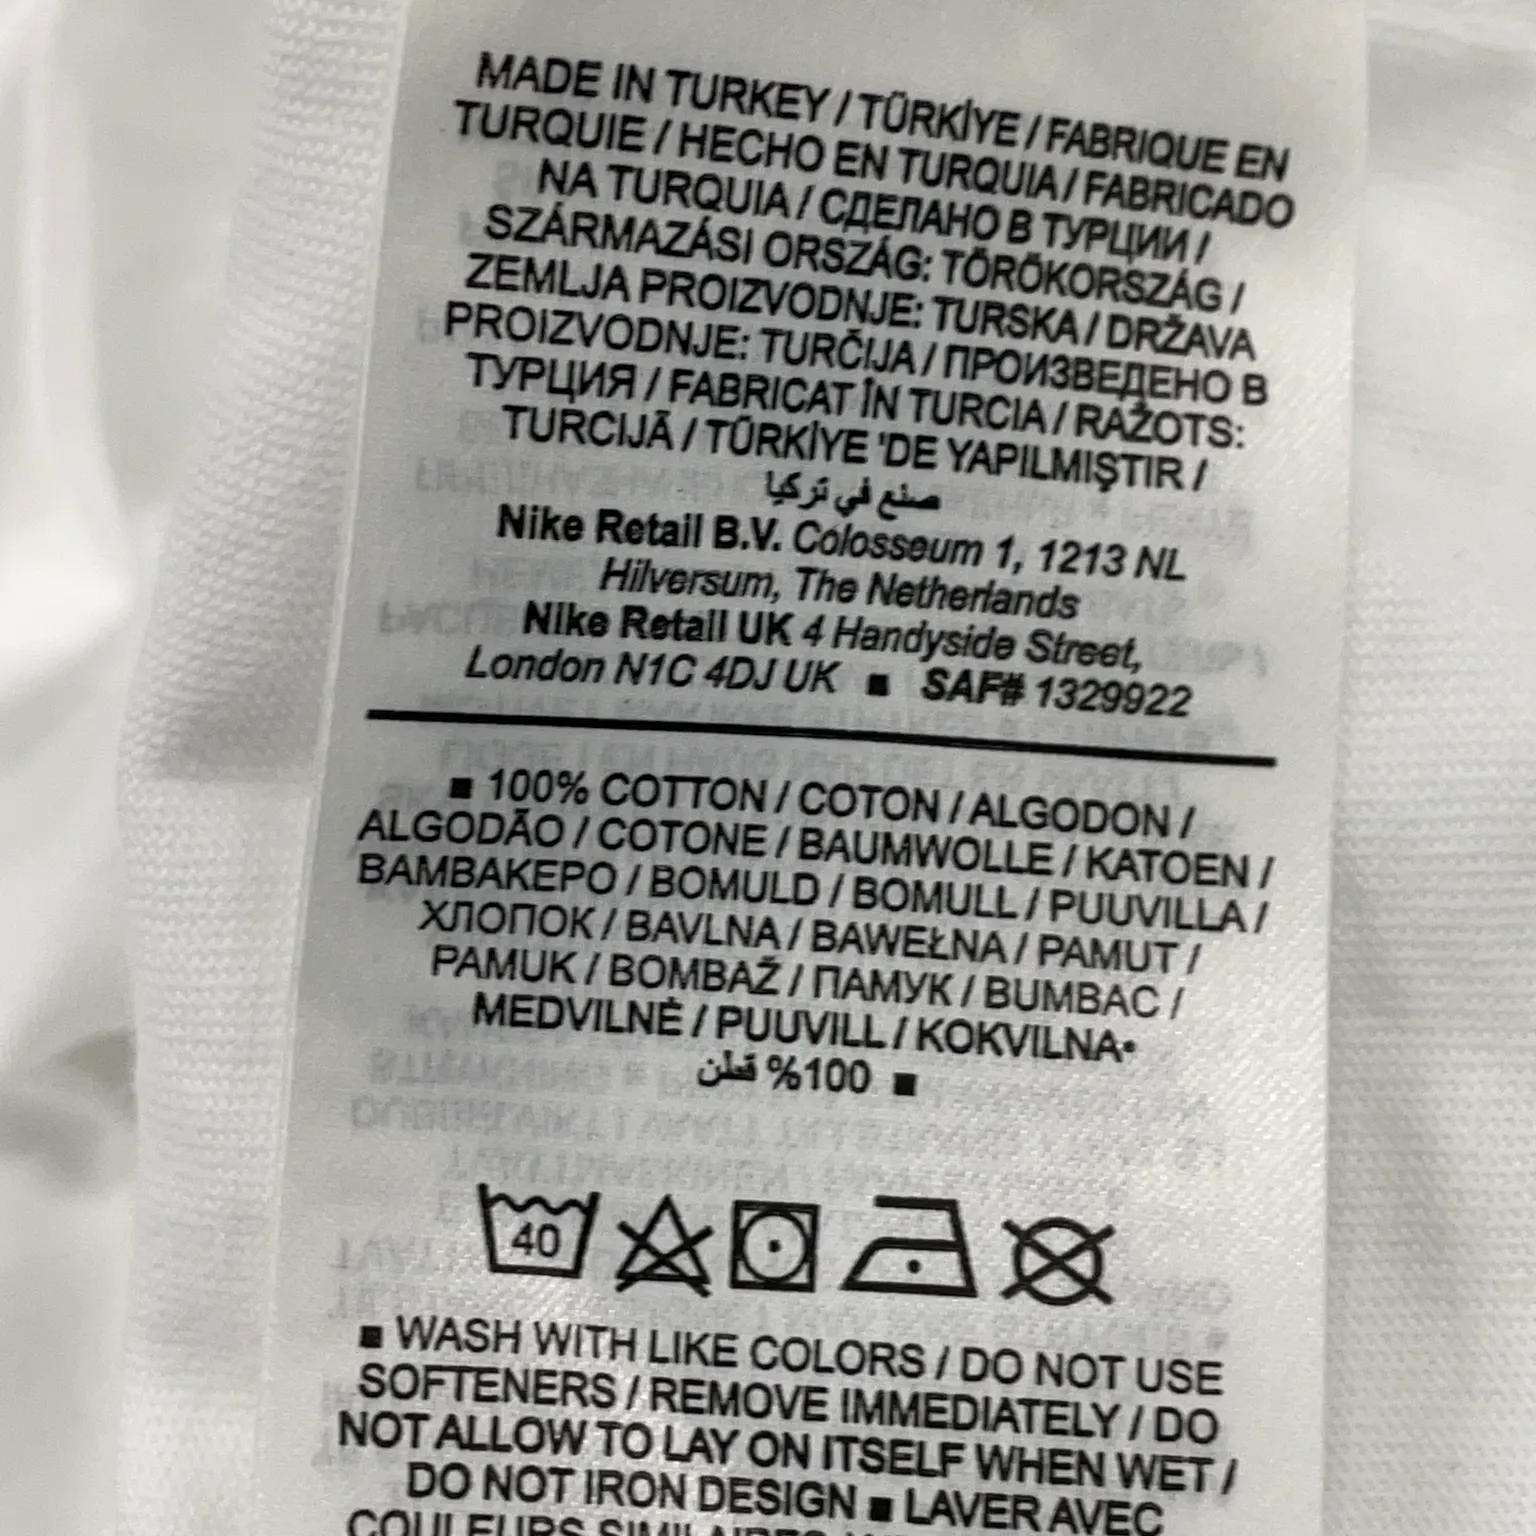 MADE IN TURKEY / TÜRKİYE / FABRIQUE EN
TURQUIE / HECHO EN TURQUIA / FABRICADO
NA TURQUIA / СДЕЛАНО В ТУРЦИИ /
SZÁRMAZÁSI ORSZÁG: TÖRÖKORSZÁG /
ZEMLJA PROIZVODNJE: TURSKA / DRŽAVA
PROIZVODNJE: TURČIJA / ПРОИЗВЕДЕНО В
ТУРЦИЯ / FABRICAT ÎN TURCIA / RAŽOTS:
TURCIJĀ / TÜRKİYE 'DE YAPILMIŞTIR /
صنع في تركيا
Nike Retail B.V. Colosseum 1, 1213 NL
Hilversum, The Netherlands
Nike Retail UK 4 Handyside Street,
London N1C 4DJ UK ■ SAF# 1329922
■ 100% COTTON / COTON / ALGODON /
ALGODÃO / COTONE / BAUMWOLLE / KATOEN /
ΒΑΜΒΑΚΕΡΟ / BOMULD / BOMULL / PUUVILLA /
ХЛОПОК / BAVLNA / BAWEŁNA / PAMUT /
PAMUK / BOMBAŽ / ПАМУК / BUMBAC /
MEDVILNĖ / PUUVILL / KOKVILNA•
■ 100% قطن
40
■ WASH WITH LIKE COLORS / DO NOT USE
SOFTENERS / REMOVE IMMEDIATELY / DO
NOT ALLOW TO LAY ON ITSELF WHEN WET /
DO NOT IRON DESIGN ■ LAVER AVEC
COULEURS SIMILAIRES